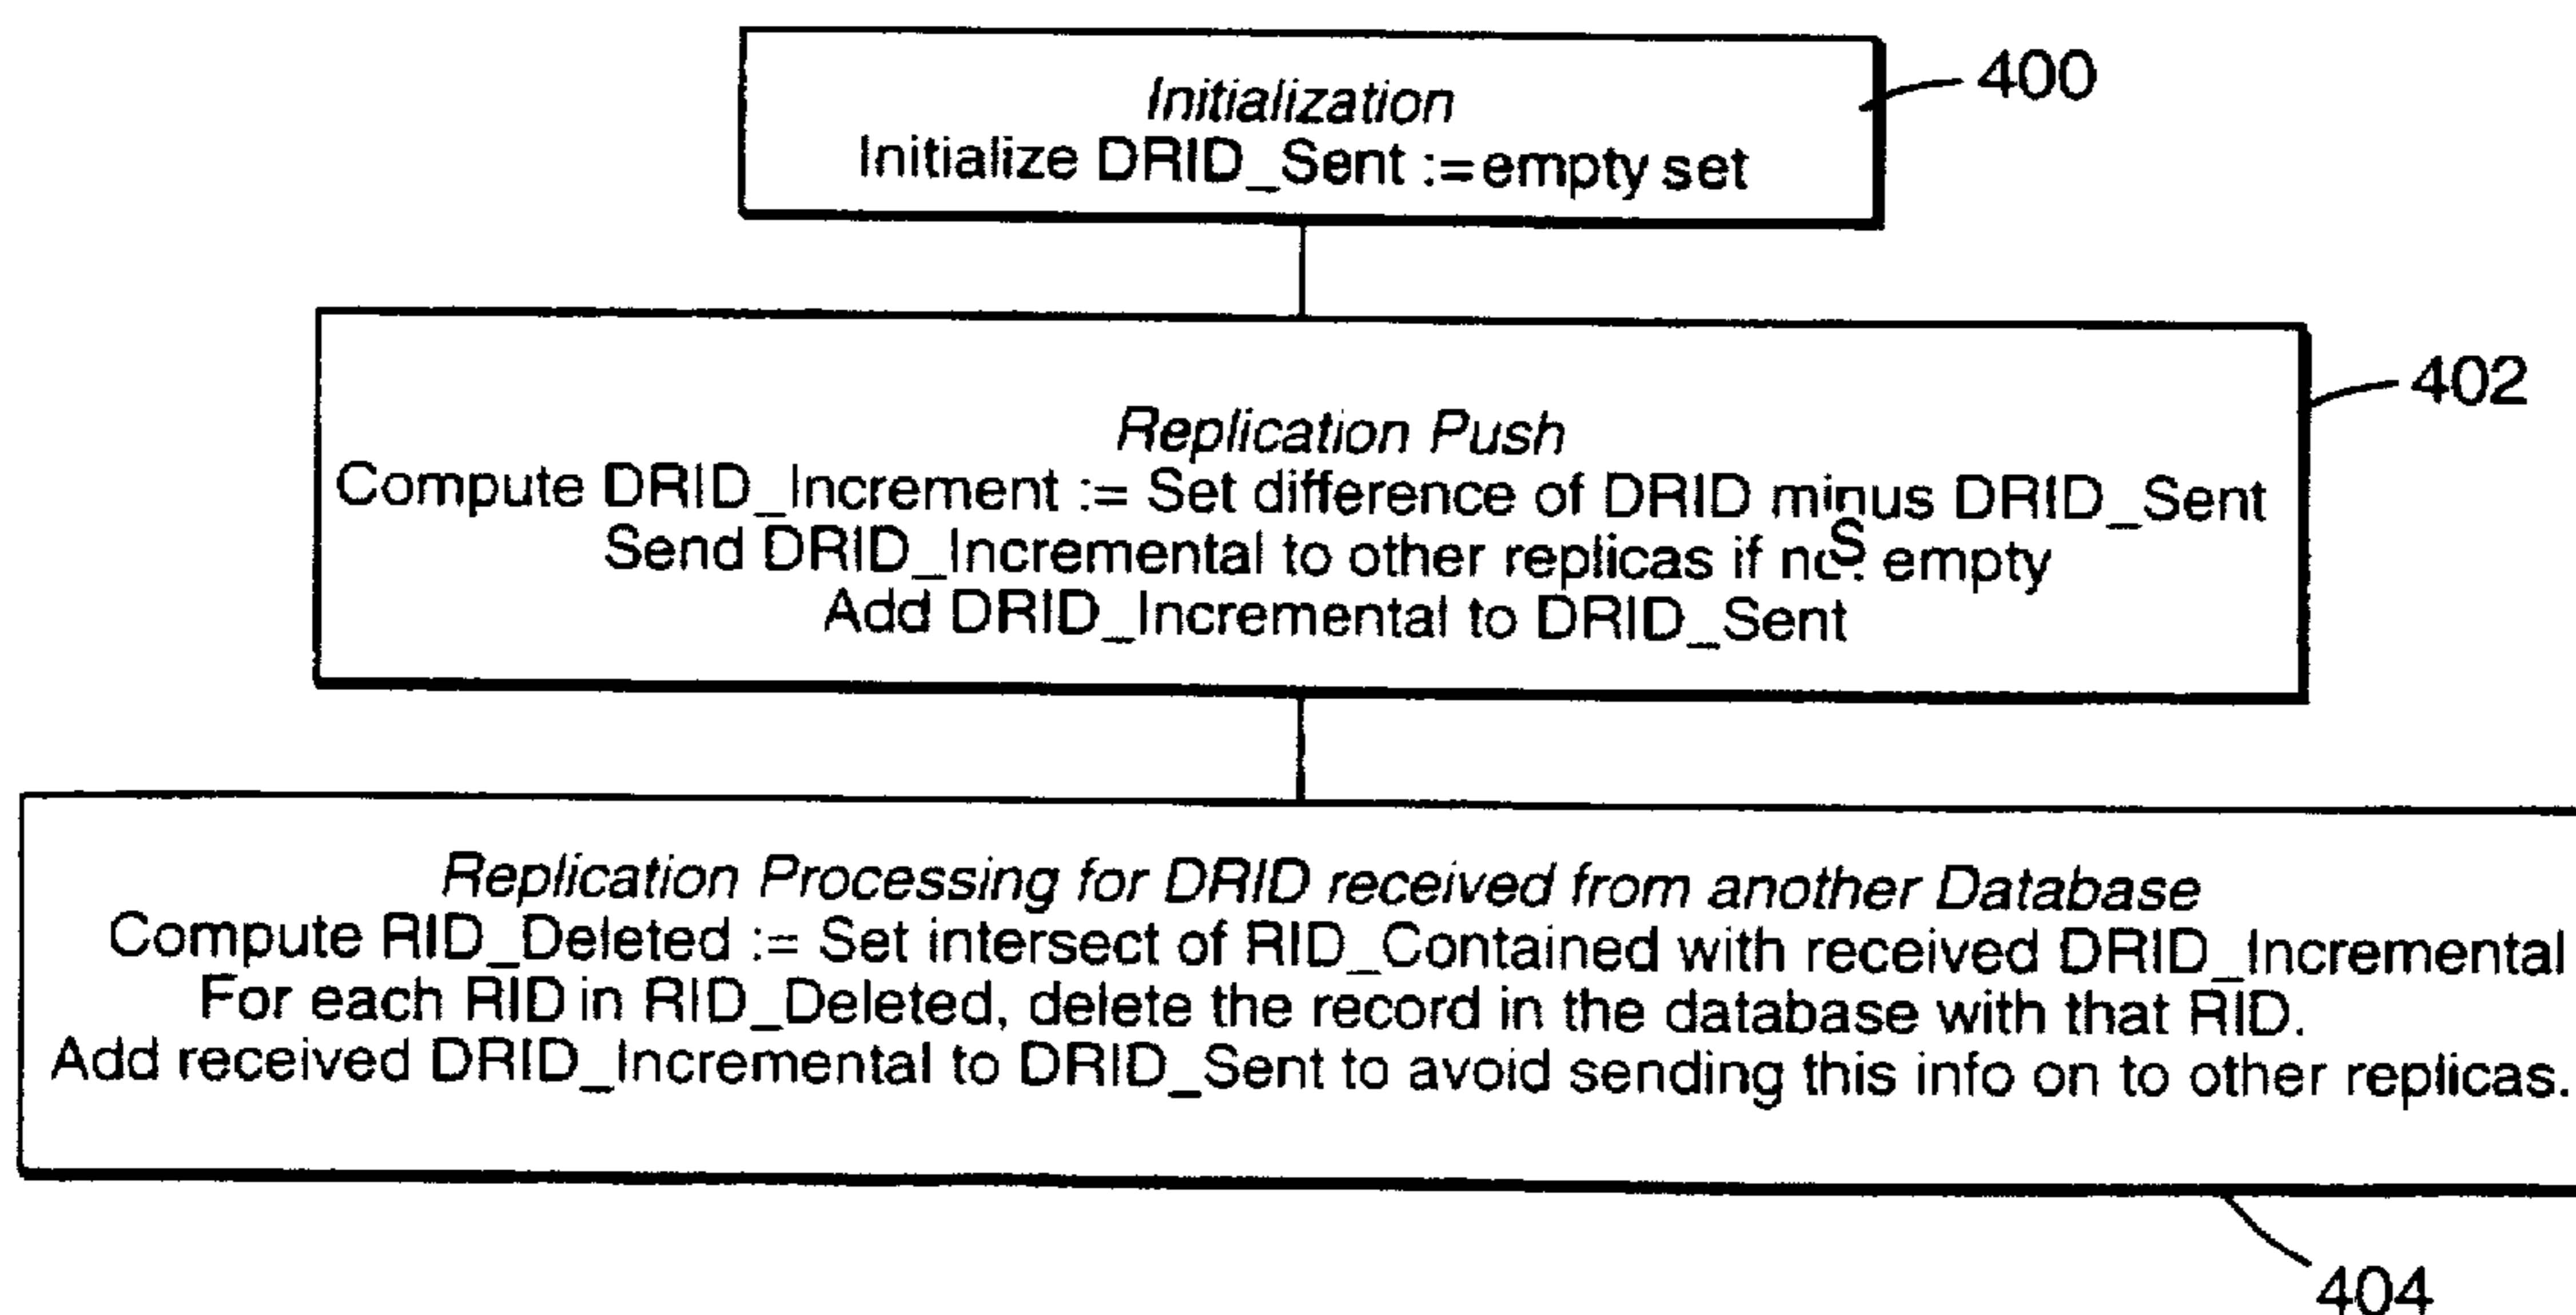 Initialization
400
Initialize DRID_Sent :=empty set
402
Replication Push
Compute DRID_Increment := Set difference of DRID minus DRID_Sent
Send DRID_Incremental to other replicas if empty
Add DRID_Incremental to DRID_Sent
Replication Processing for DRID received from another Database
Compute RID_Deleted := Set intersect of RID_Contained with received DRID_Incremental
For each RID in RID_Deleted, delete the record in the database with that RID.
Add received DRID_Incremental to DRID_Sent to avoid sending this info on to other replicas.
404